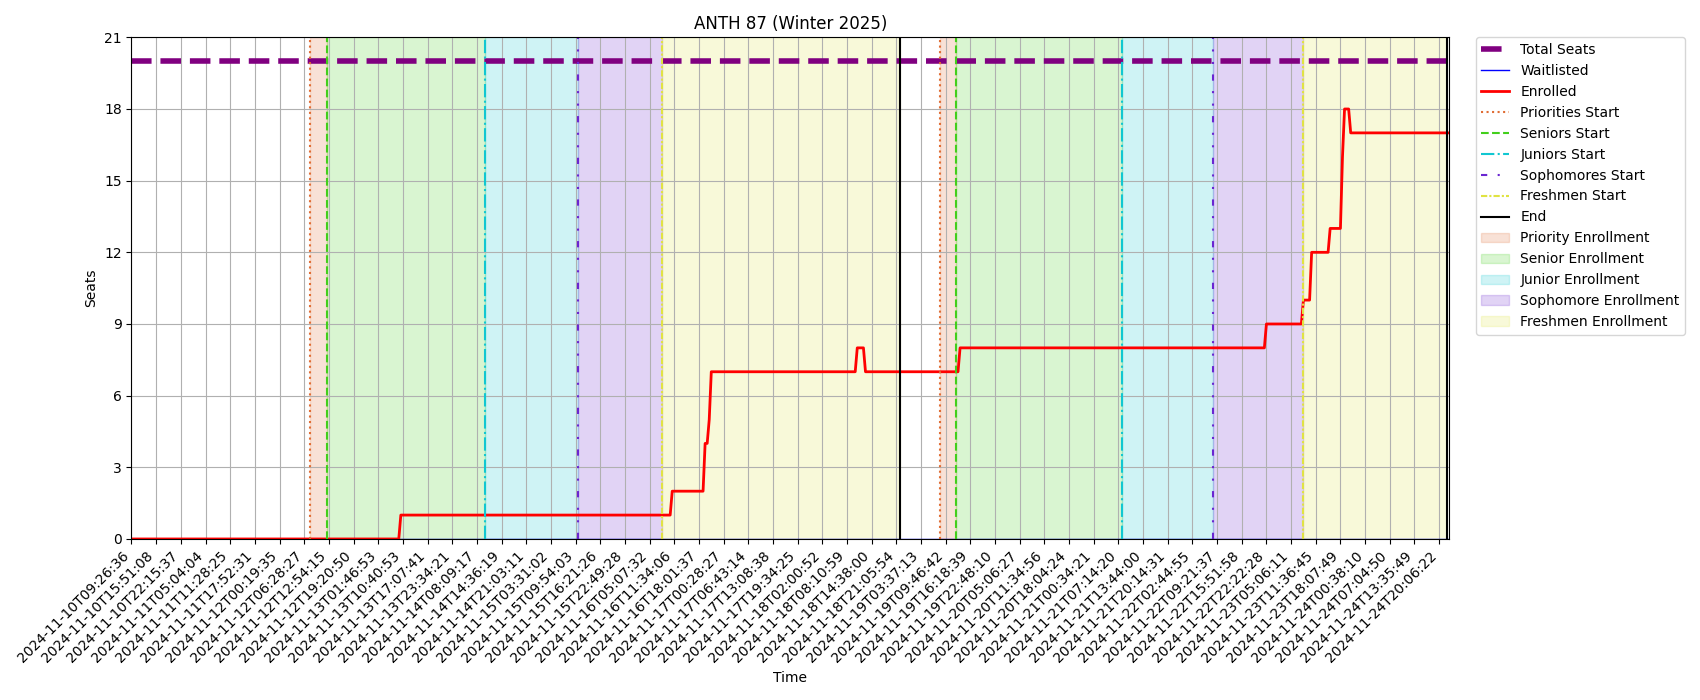 ANTH 87 (Winter 2025)
21
18
15
12
9
6
3
0
Seats
2024-11-10T09:26:36
2024-11-10T15:51:08
2024-11-10T22:15:37
2024-11-11T05:04:04
2024-11-11T11:28:25
2024-11-11T17:52:31
2024-11-12T00:19:35
2024-11-12T06:28:27
2024-11-12T12:54:15
2024-11-12T19:20:50
2024-11-13T01:46:53
2024-11-13T10:40:53
2024-11-13T17:07:41
2024-11-13T23:34:21
2024-11-14T08:09:17
2024-11-14T14:36:19
2024-11-14T21:03:11
2024-11-15T03:31:02
2024-11-15T09:54:03
2024-11-15T16:21:26
2024-11-15T22:49:28
2024-11-16T05:07:32
2024-11-16T11:34:06
2024-11-16T18:01:37
2024-11-17T00:28:27
2024-11-17T06:43:14
2024-11-17T13:08:38
2024-11-17T19:34:25
2024-11-18T02:00:52
2024-11-18T08:10:59
2024-11-18T14:38:00
2024-11-18T21:05:54
2024-11-19T03:37:13
2024-11-19T09:46:42
2024-11-19T16:18:39
2024-11-19T22:48:10
2024-11-20T05:06:27
2024-11-20T11:34:56
2024-11-20T18:04:24
2024-11-21T00:34:21
2024-11-21T07:14:20
2024-11-21T13:44:00
2024-11-21T20:14:31
2024-11-22T02:44:55
2024-11-22T09:21:37
2024-11-22T15:51:58
2024-11-22T22:22:28
2024-11-23T05:06:11
2024-11-23T11:36:45
2024-11-23T18:07:49
2024-11-24T00:38:10
2024-11-24T07:04:50
2024-11-24T13:35:49
2024-11-24T20:06:22
Time
Total Seats
Waitlisted
Enrolled
Priorities Start
Seniors Start
Juniors Start
Sophomores Start
Freshmen Start
End
Priority Enrollment
Senior Enrollment
Junior Enrollment
Sophomore Enrollment
Freshmen Enrollment